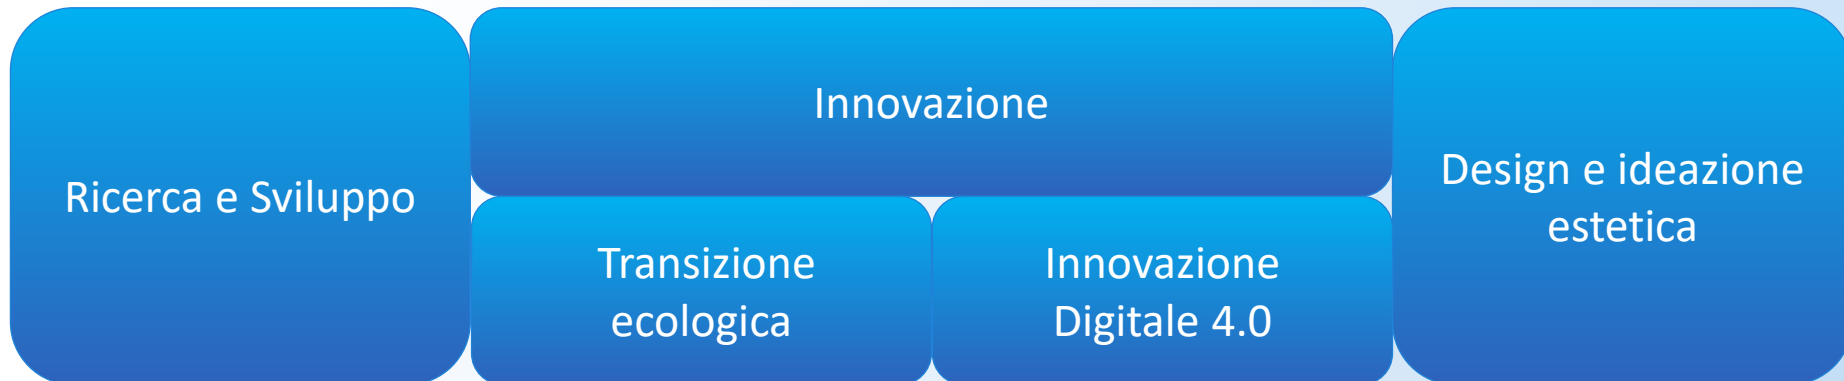 Ricerca e Sviluppo
Innovazione
Transizione
ecologica
Innovazione
Digitale 4.0
Design e ideazione
estetica